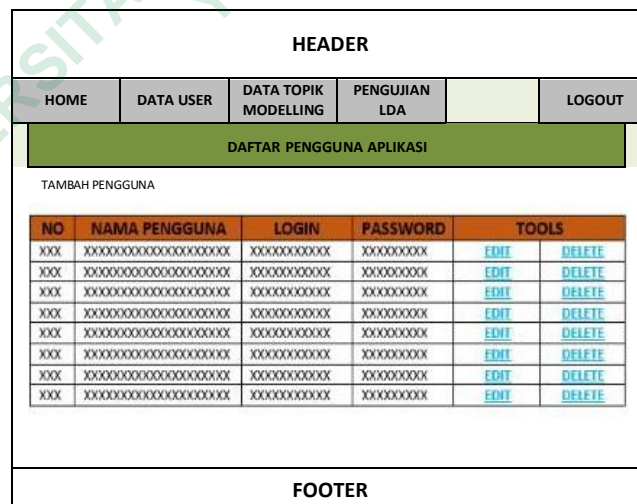 HEADER
HOME DATA USER DATA TOPIK MODELLING PENGUJIAN LDA LOGOUT
DAFTAR PENGGUNA APLIKASI
TAMBAH PENGGUNA
NO NAMA PENGGUNA LOGIN PASSWORD TOOLS
XXX XXXXXXXXXXXXXXXXXXXX XXXXXXXXXXX XXXXXXXXX EDIT DELETE
XXX XXXXXXXXXXXXXXXXXXXX XXXXXXXXXXX XXXXXXXXX EDIT DELETE
XXX XXXXXXXXXXXXXXXXXXXX XXXXXXXXXXX XXXXXXXXX EDIT DELETE
XXX XXXXXXXXXXXXXXXXXXXX XXXXXXXXXXX XXXXXXXXX EDIT DELETE
XXX XXXXXXXXXXXXXXXXXXXX XXXXXXXXXXX XXXXXXXXX EDIT DELETE
XXX XXXXXXXXXXXXXXXXXXXX XXXXXXXXXXX XXXXXXXXX EDIT DELETE
XXX XXXXXXXXXXXXXXXXXXXX XXXXXXXXXXX XXXXXXXXX EDIT DELETE
XXX XXXXXXXXXXXXXXXXXXXX XXXXXXXXXXX XXXXXXXXX EDIT DELETE
FOOTER